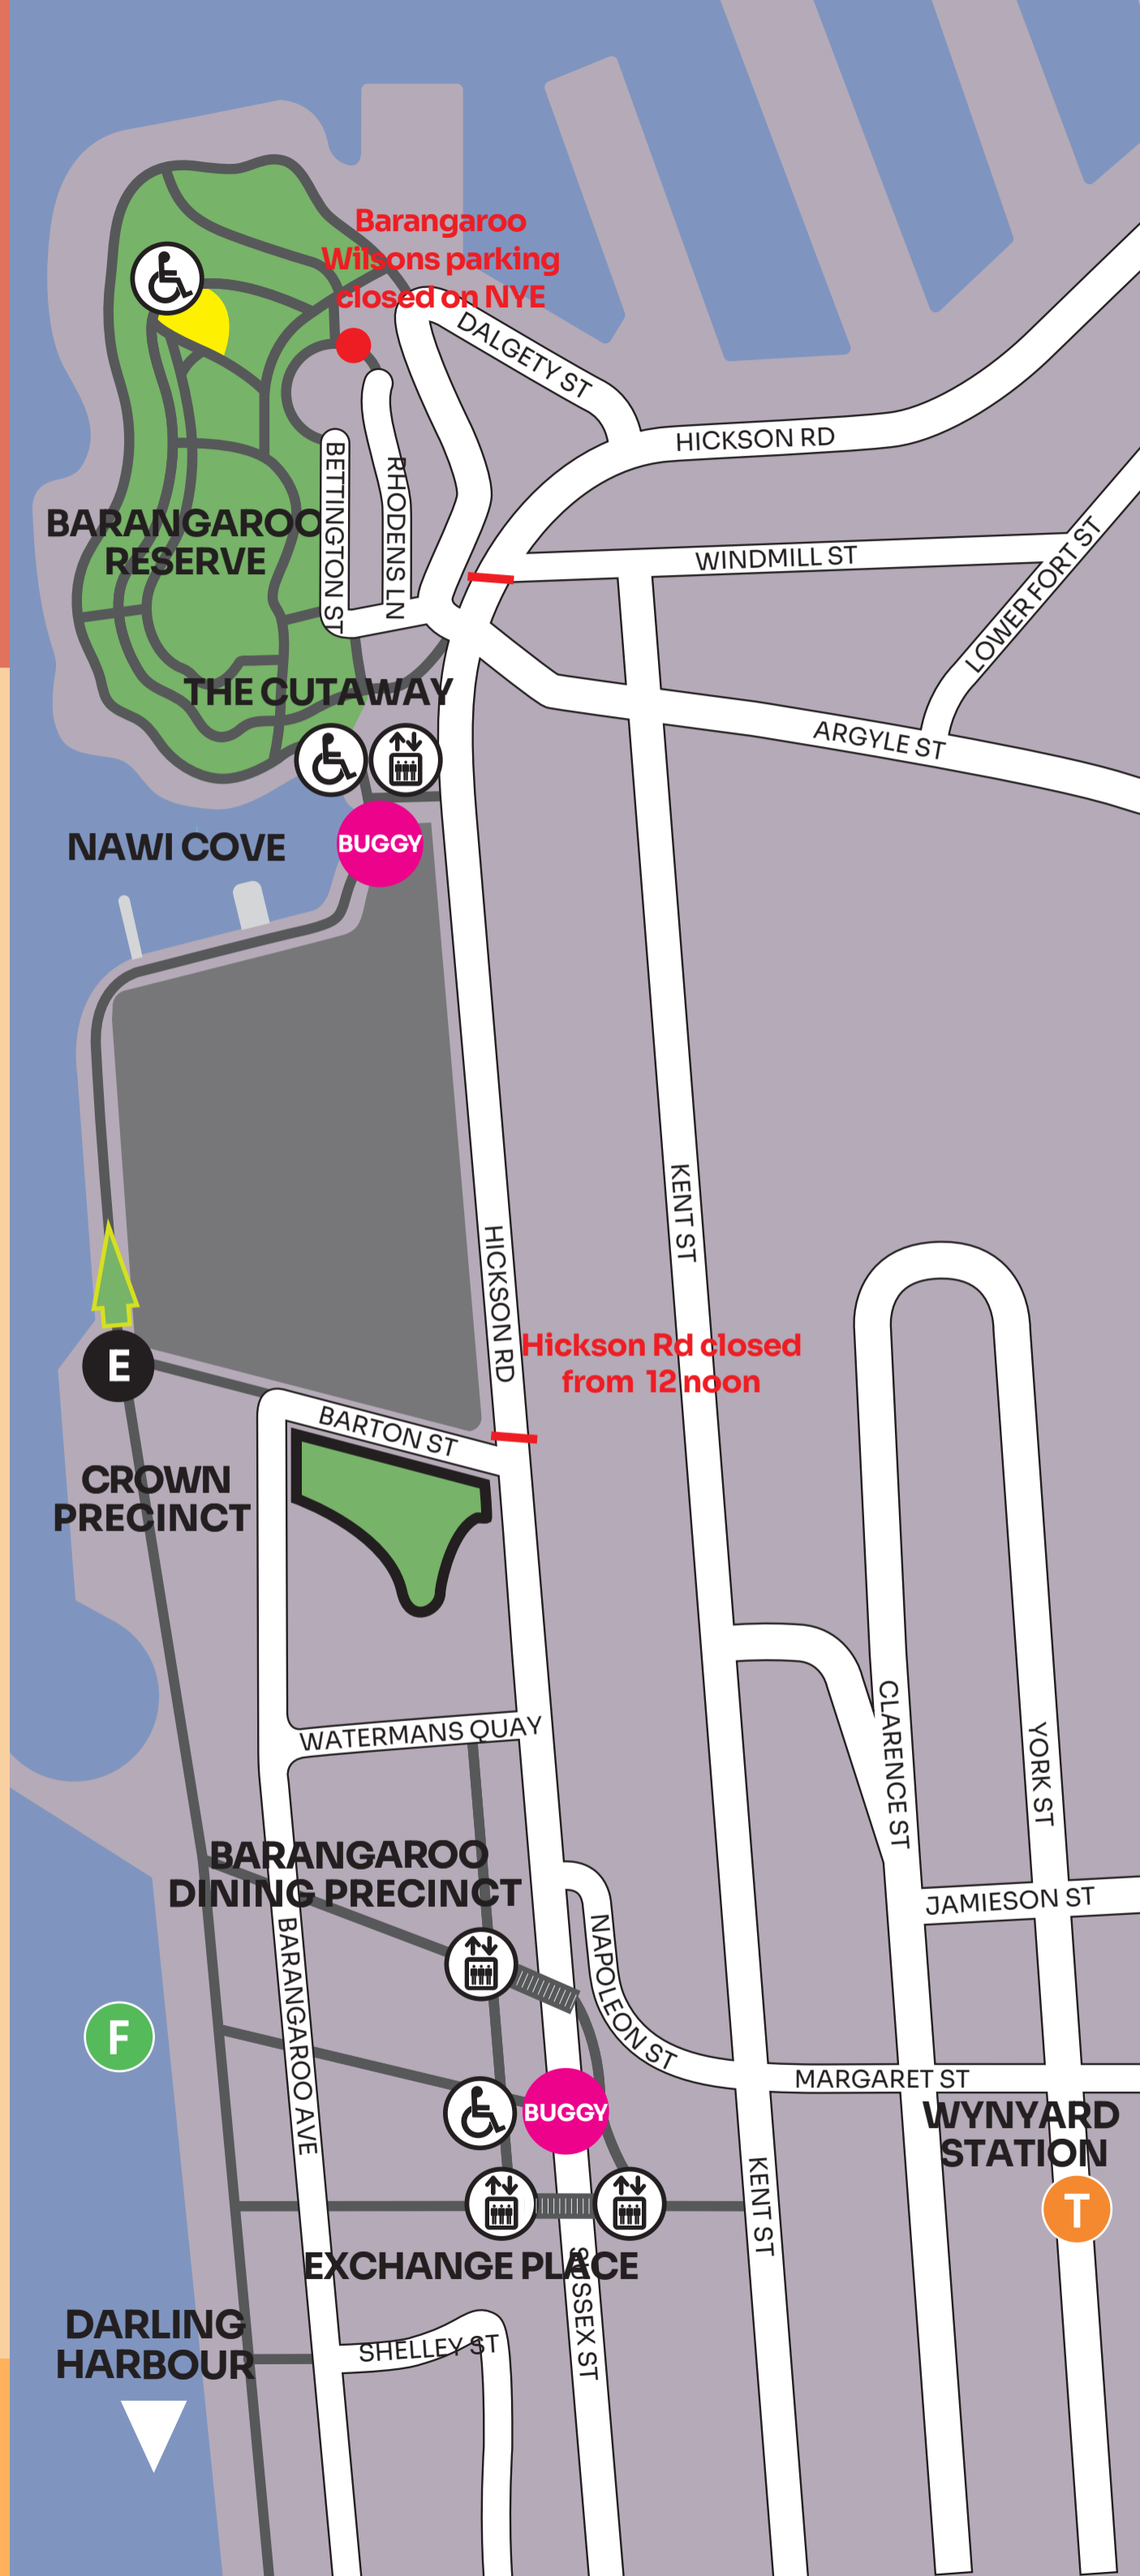 Barangaroo
Wilsons parking
closed on NYE
DALGETY ST
HICKSON RD
BETTINGTON ST
RHODENS LN
BARANGAROO
RESERVE
WINDMILL ST
LOWER FORT ST
THE CUTAWAY
ARGYLE ST
NAWI COVE
BUGGY
KENT ST
HICKSON RD
Hickson Rd closed
from 12 noon
E
BARTON ST
CROWN
PRECINCT
CLARENCE ST
YORK ST
WATERMANS QUAY
BARANGAROO
DINING PRECINCT
JAMIESON ST
BARANGAROO AVE
NAPOLEON ST
F
MARGARET ST
BUGGY
WYNYARD
STATION
T
KENT ST
EXCHANGE PLACE
SUSSEX ST
DARLING
HARBOUR
SHELLEY ST